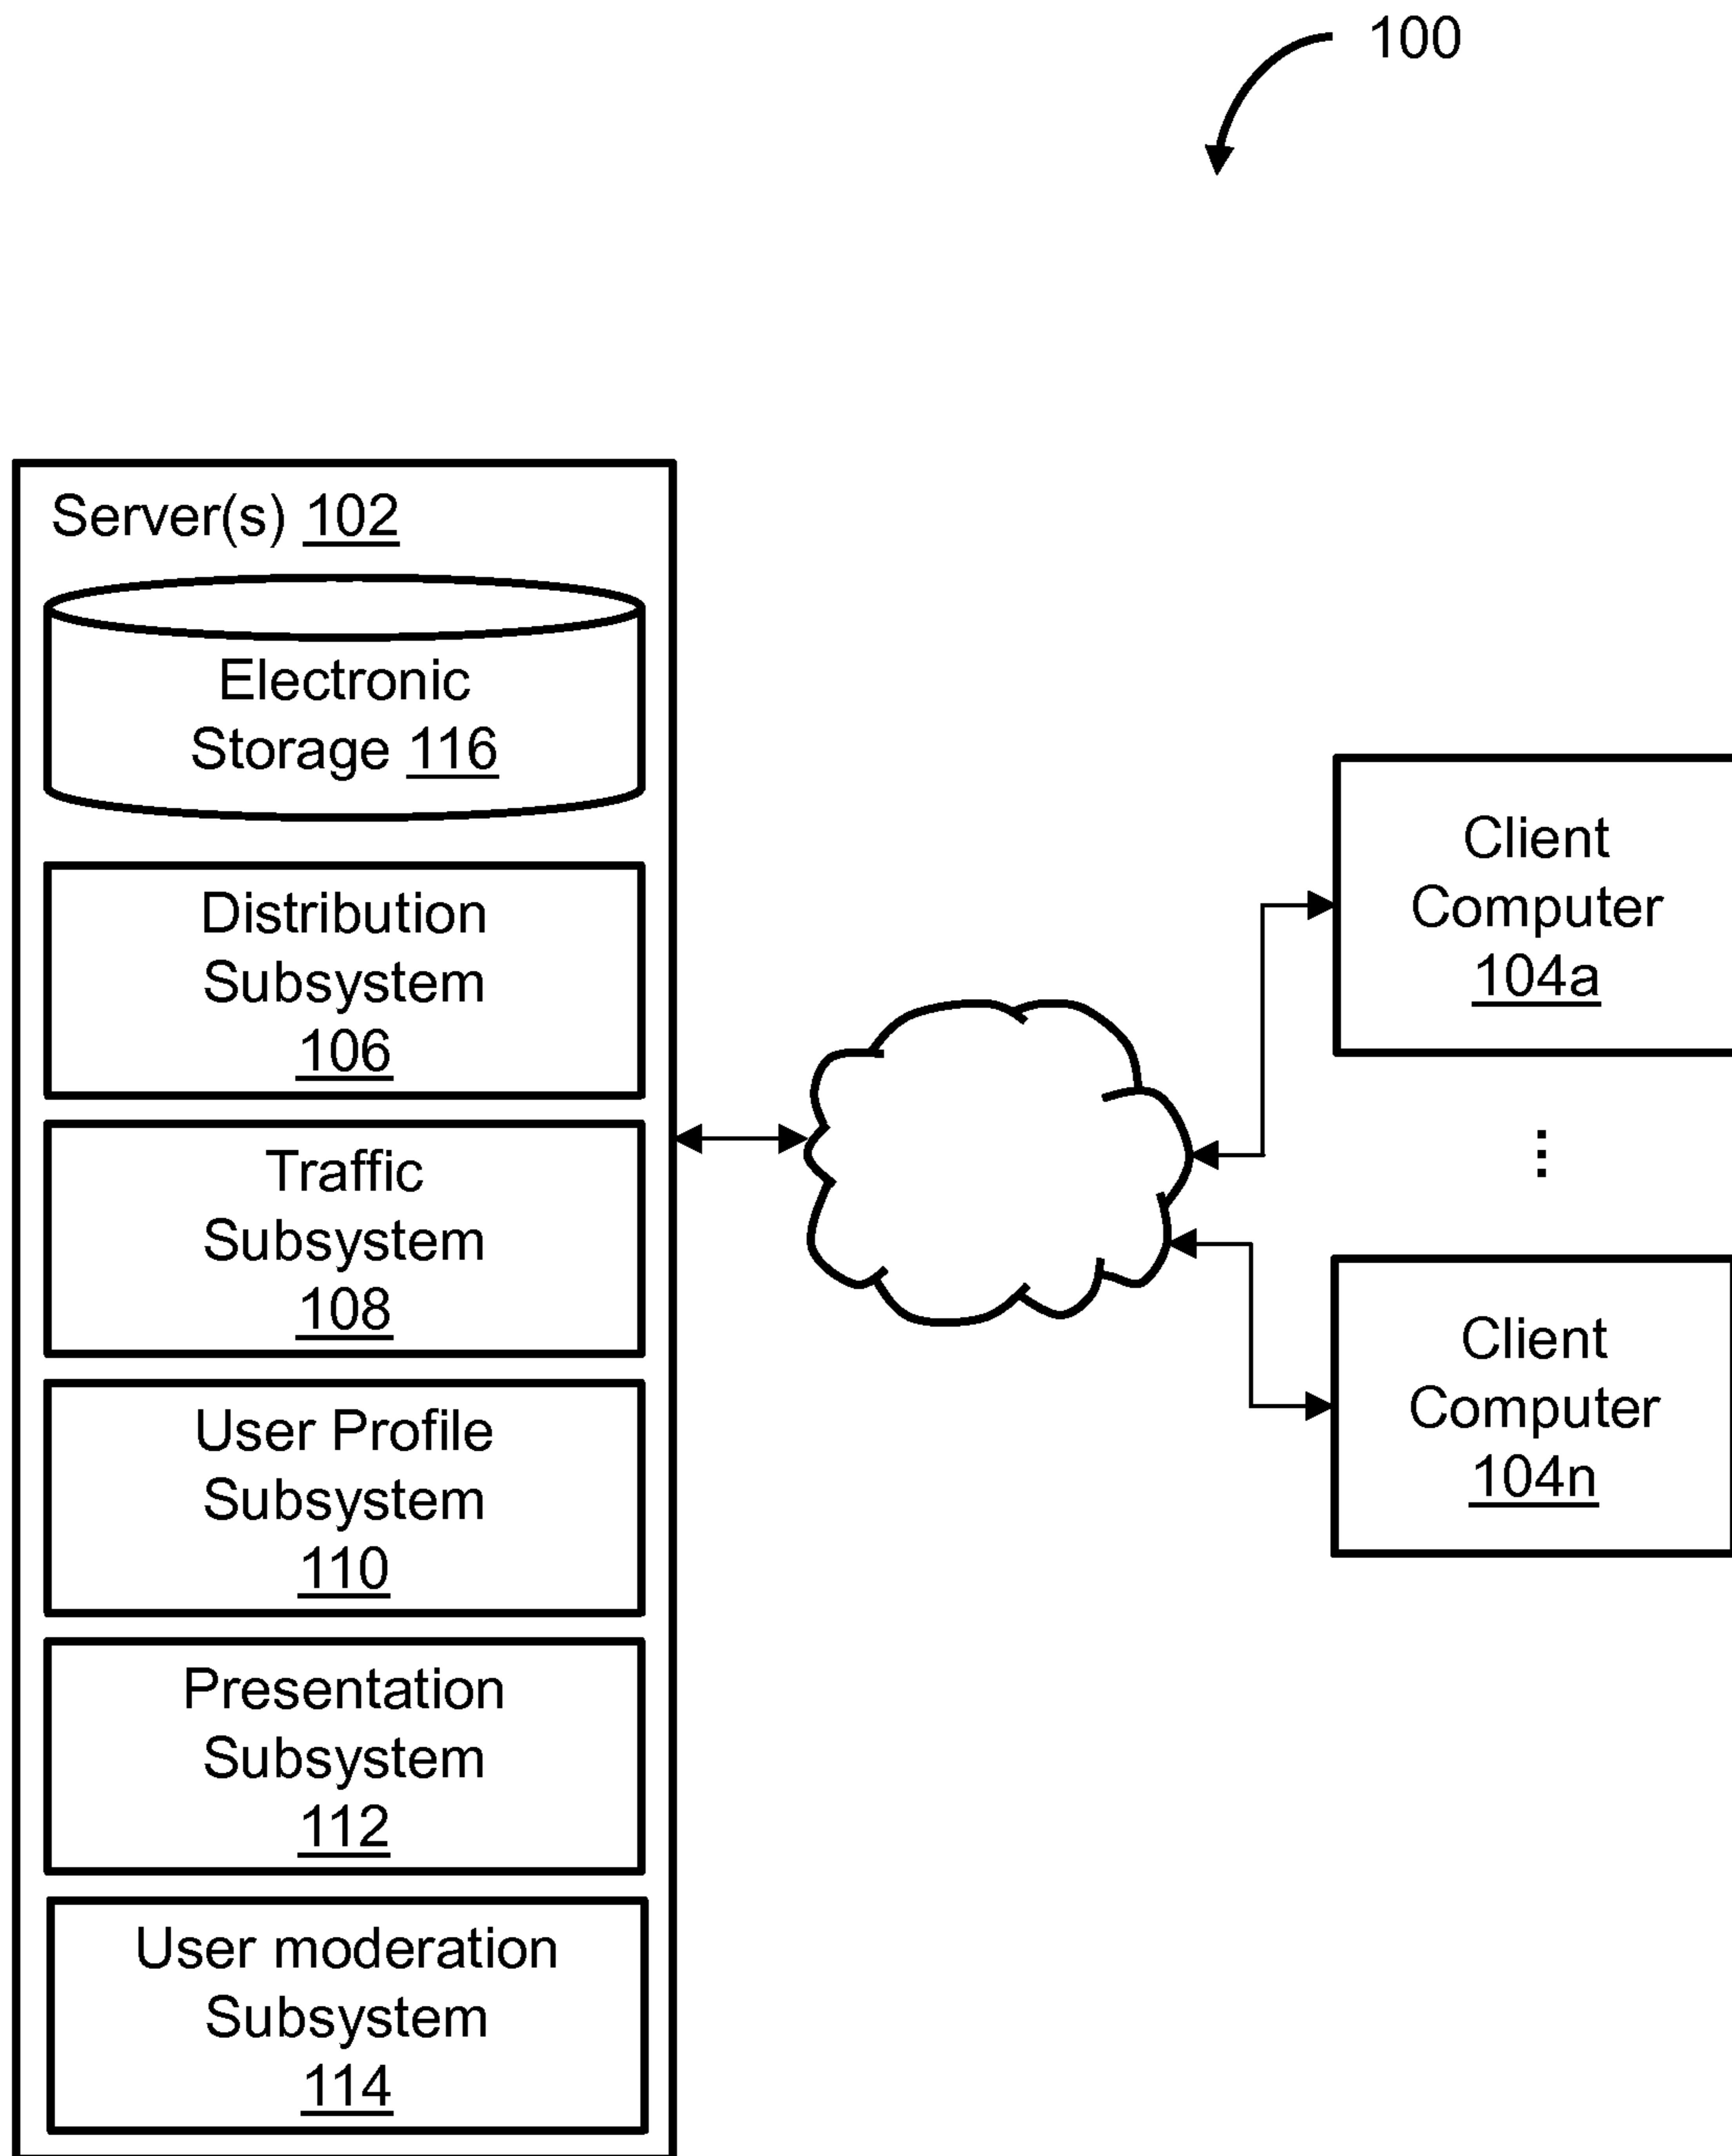 100
Server(s) 102
Electronic
Storage 116
Distribution
Subsystem
106
Traffic
Subsystem
108
User Profile
Subsystem
110
Presentation
Subsystem
112
User moderation
Subsystem
114
Client
Computer
104a
Client
Computer
104n